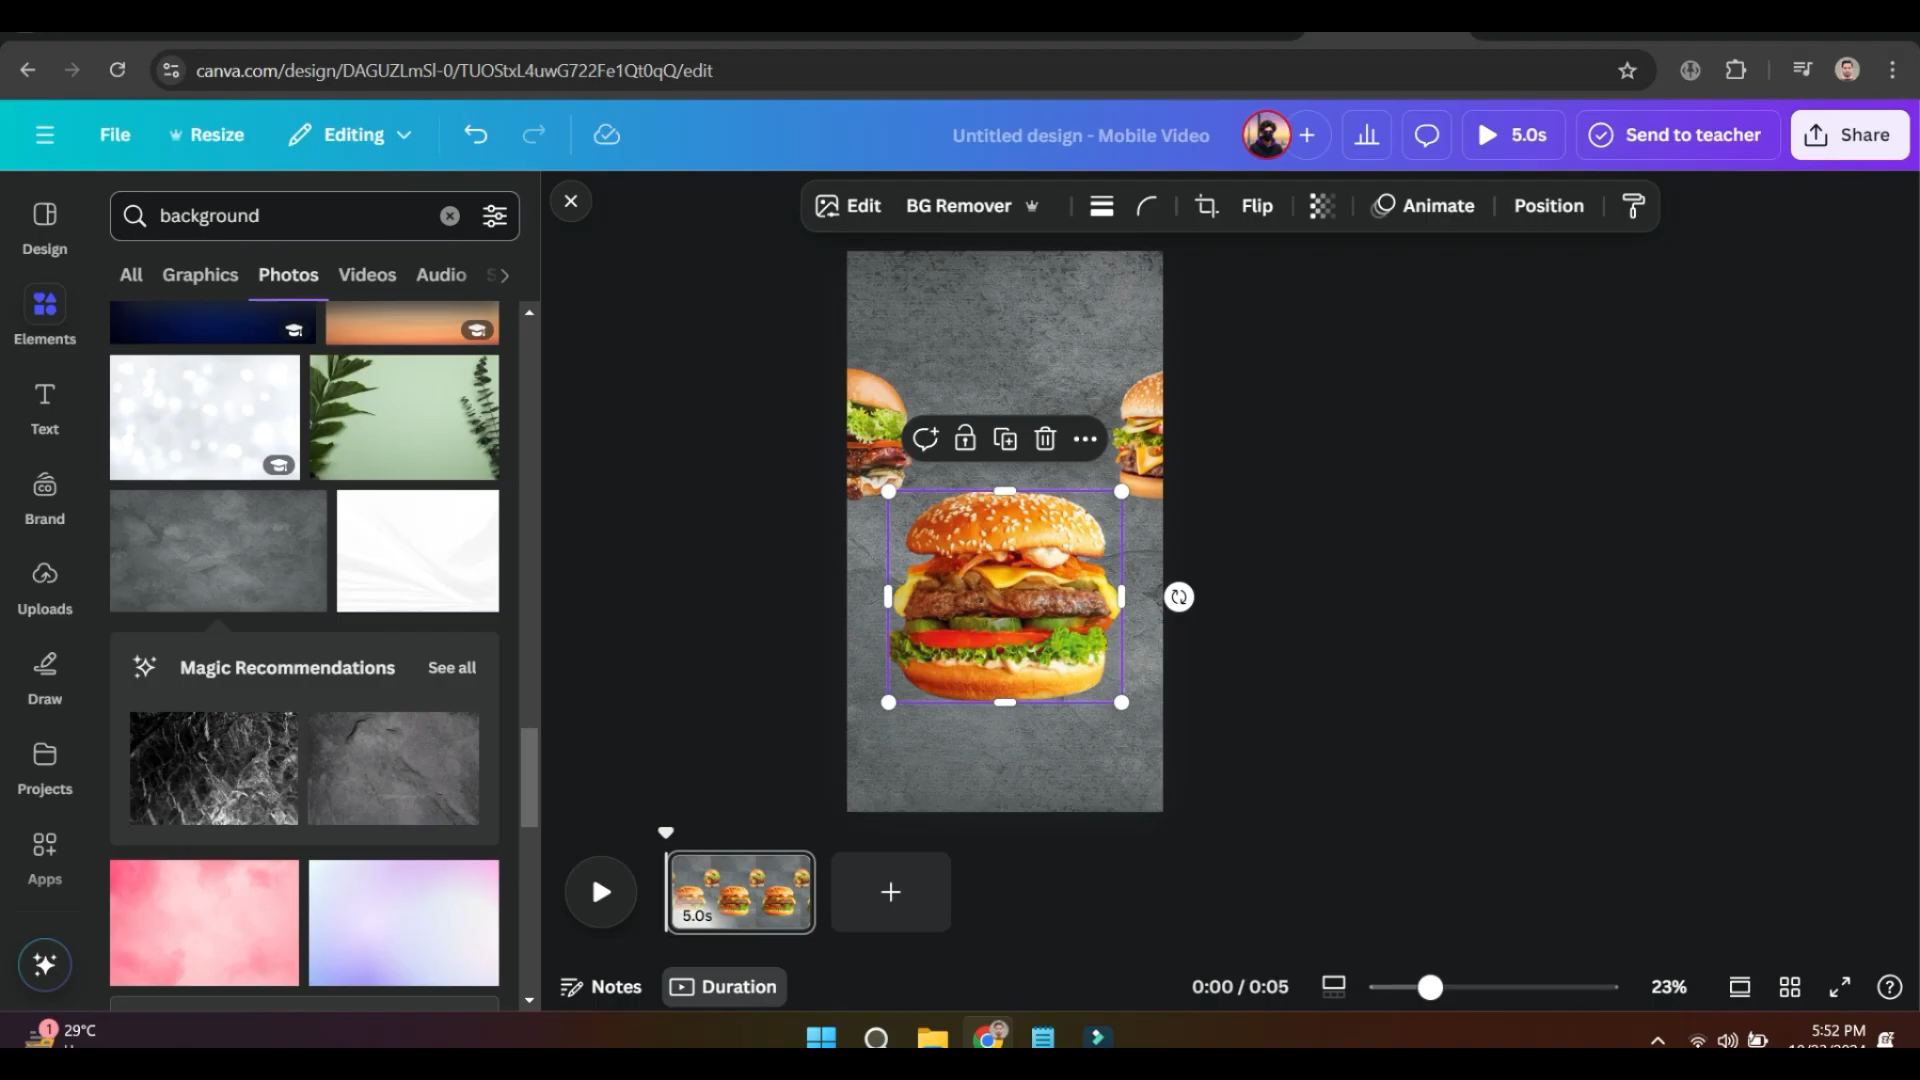 canva.com/design/DAGUZLmSl-0/TUOStxL4uwG722Fe1Qt0qQ/edit
File Resize Editing Untitled design - Mobile Video 5.0s Send to teacher Share
background
Edit BG Remover Flip Animate Position
All Graphics Photos Videos Audio
Design
Elements
Text
Brand
Uploads
Draw
Projects
Apps
Magic Recommendations See all
5.0s
Notes Duration 0:00 / 0:05 23%
1 29°C
5:52 PM